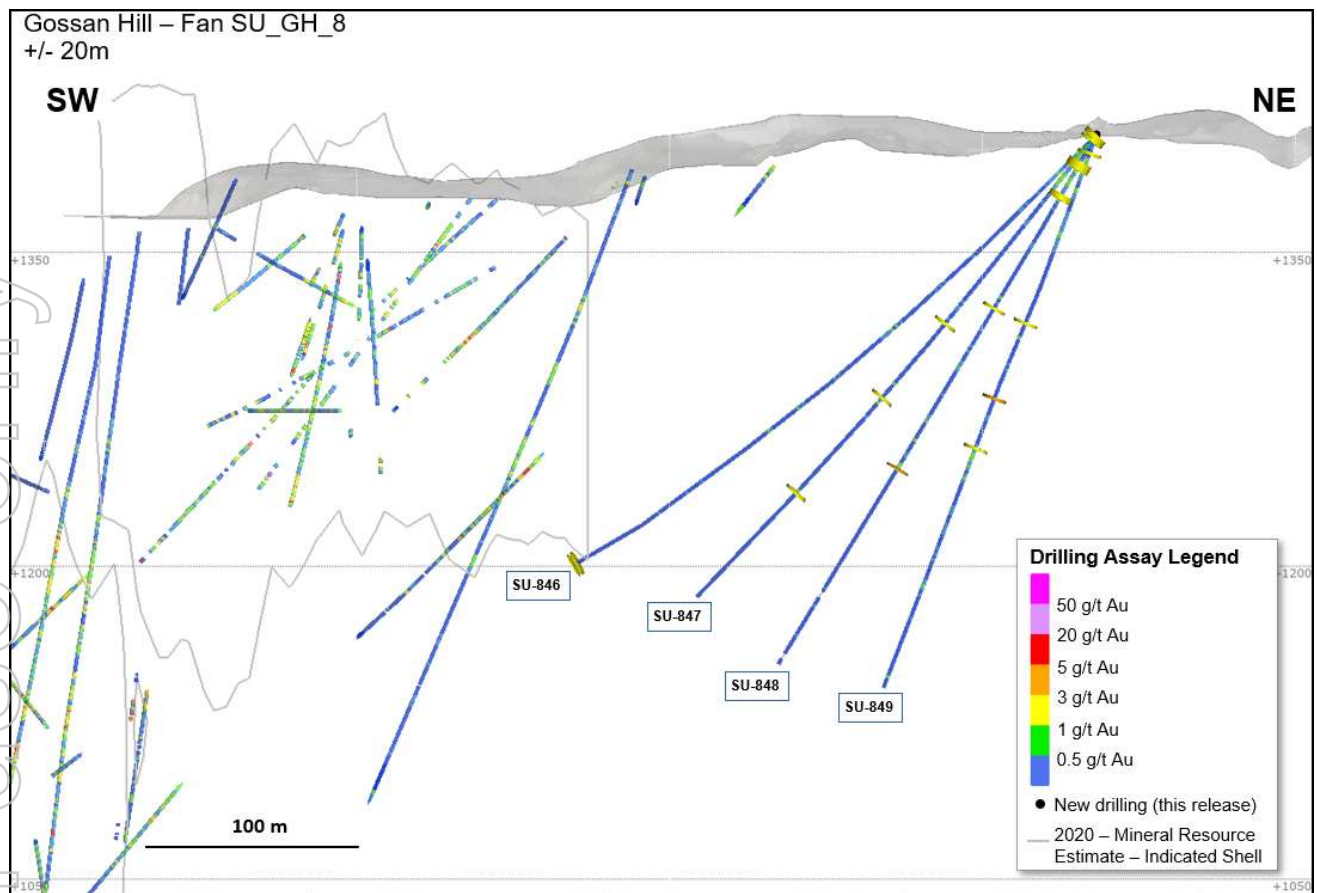 Gossan Hill – Fan SU_GH_8
+/- 20m
SW
NE
+1350
+1350
+1200
+1200
SU-846
SU-847
SU-848
SU-849
Drilling Assay Legend
50 g/t Au
20 g/t Au
5 g/t Au
3 g/t Au
1 g/t Au
0.5 g/t Au
New drilling (this release)
2020 – Mineral Resource
Estimate – Indicated Shell
100 m
+1050
+1050